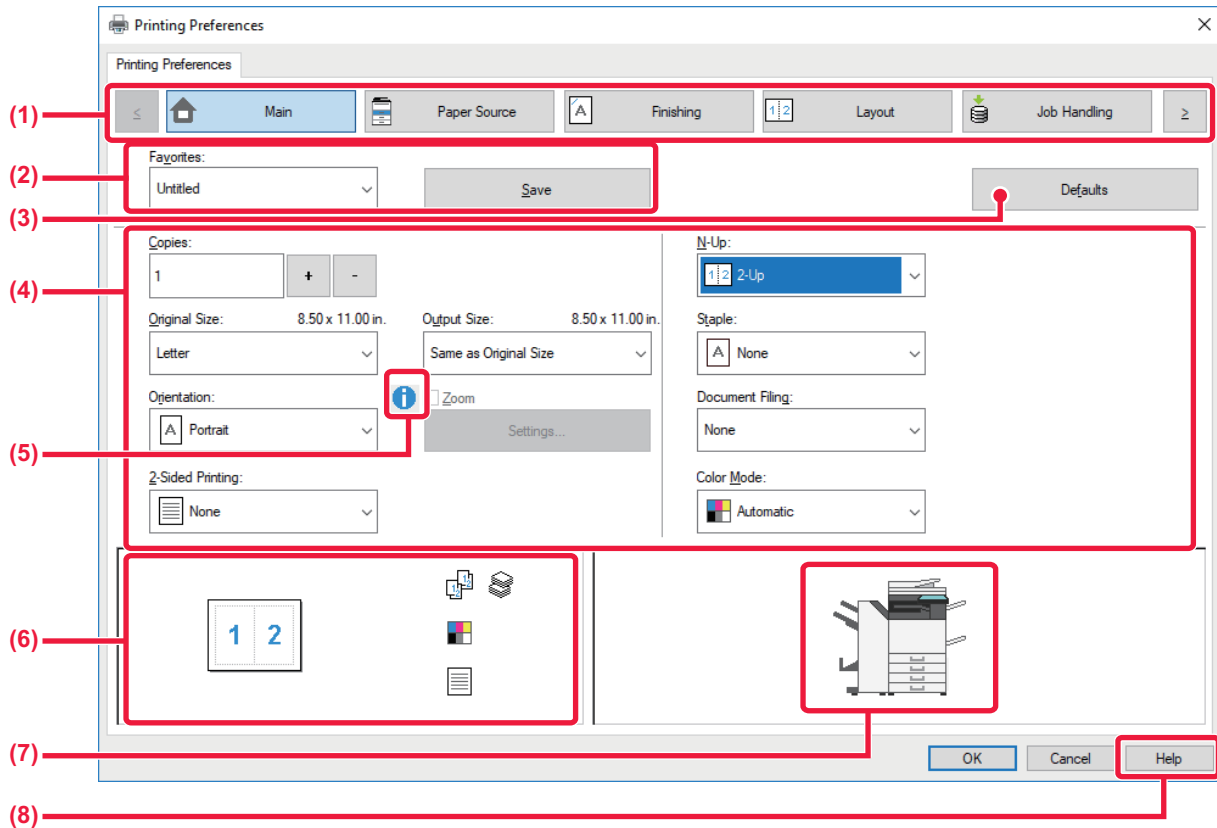 Printing Preferences
Printing Preferences
(1)
< Main Paper Source Finishing Layout Job Handling >
(2)
Favorites:
Untitled Save Defaults
(3)
Copies: N-Up:
1 + - 1 2 2-Up
(4)
Original Size: 8.50 x 11.00 in. Output Size: 8.50 x 11.00 in. Staple:
Letter Same as Original Size None
Orientation: Zoom Document Filing:
Portrait Settings... None
(5)
2-Sided Printing: Color Mode:
None Automatic
(6)
1 2
(7)
OK Cancel Help
(8)